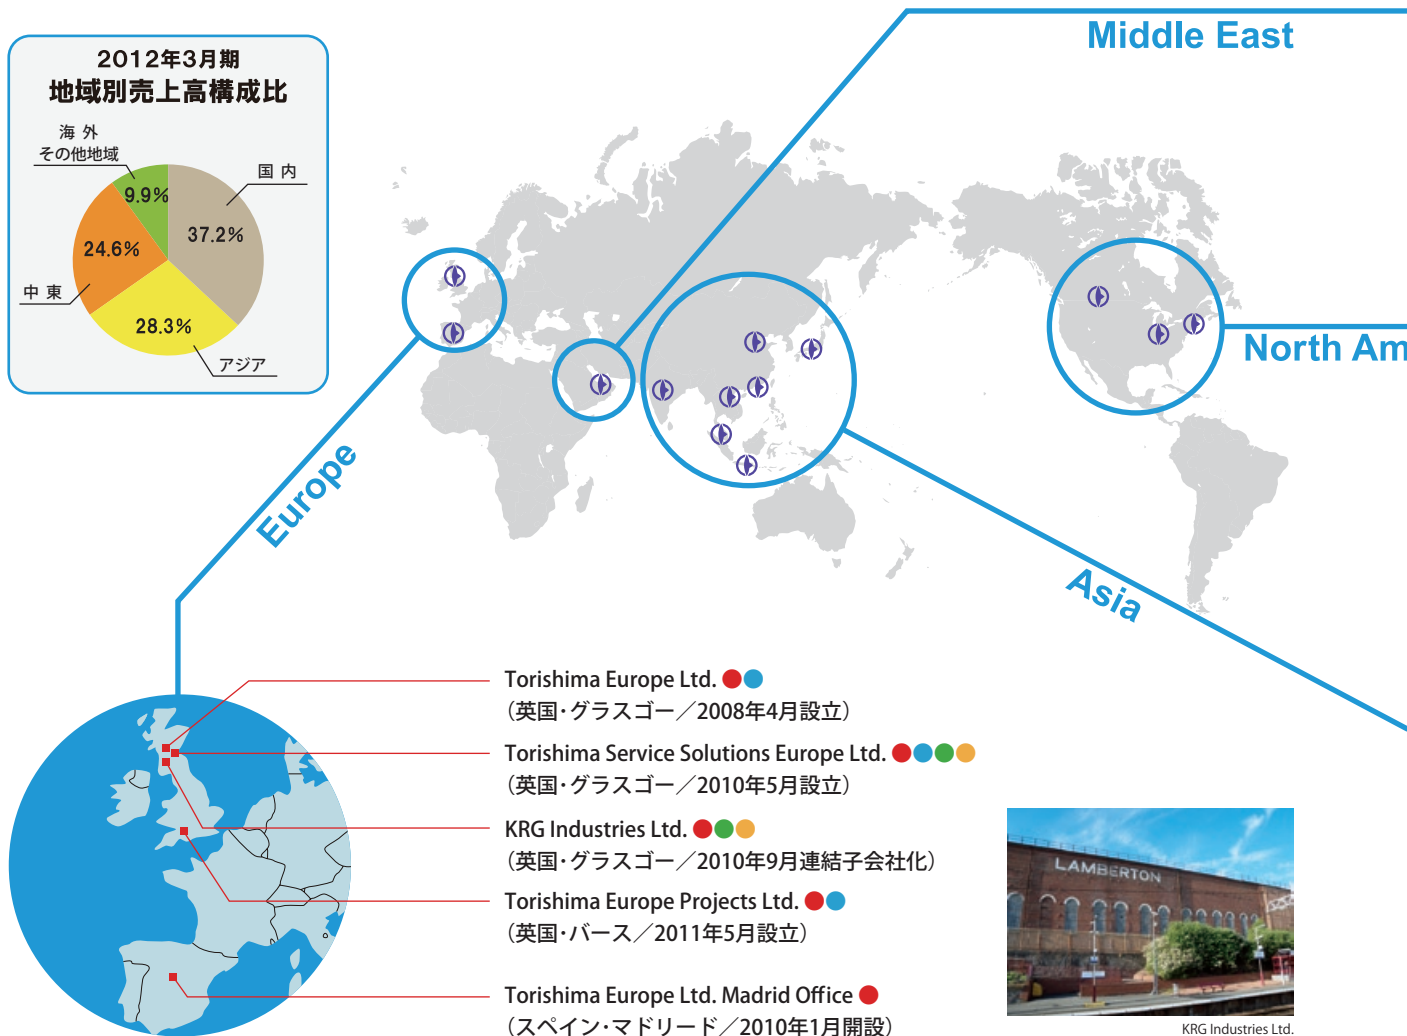 2012年3月期
地域別売上高構成比
海 外
その他地域
国 内
9.9%
37.2%
24.6%
中 東
28.3%
アジア
Middle East
North Am
Europe
Asia
Torishima Europe Ltd.
（英国・グラスゴー／2008年4月設立）
Torishima Service Solutions Europe Ltd.
（英国・グラスゴー／2010年5月設立）
KRG Industries Ltd.
（英国・グラスゴー／2010年9月連結子会社化）
Torishima Europe Projects Ltd.
（英国・バース／2011年5月設立）
Torishima Europe Ltd. Madrid Office
（スペイン・マドリード／2010年1月開設）
LAMBERTON
KRG Industries Ltd.